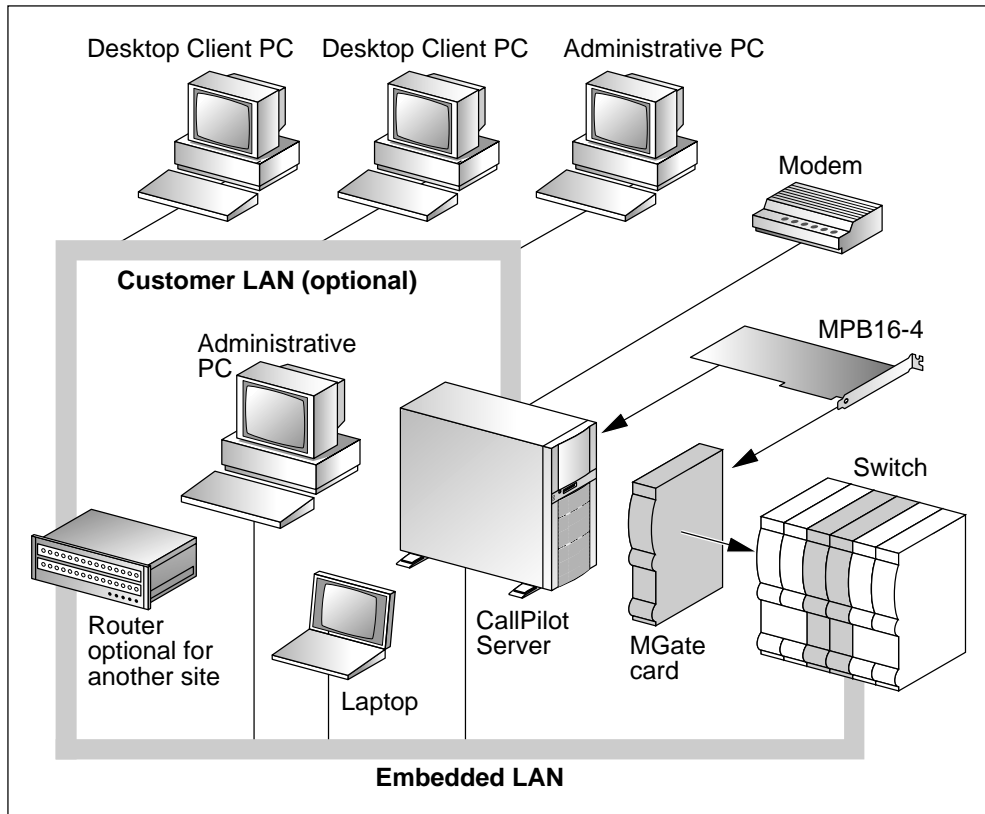 Desktop Client PC
Desktop Client PC
Administrative PC
Modem
Customer LAN (optional)
MPB16-4
Administrative
PC
Switch
Router
optional for
another site
Laptop
CallPilot
Server
MGate
card
Embedded LAN